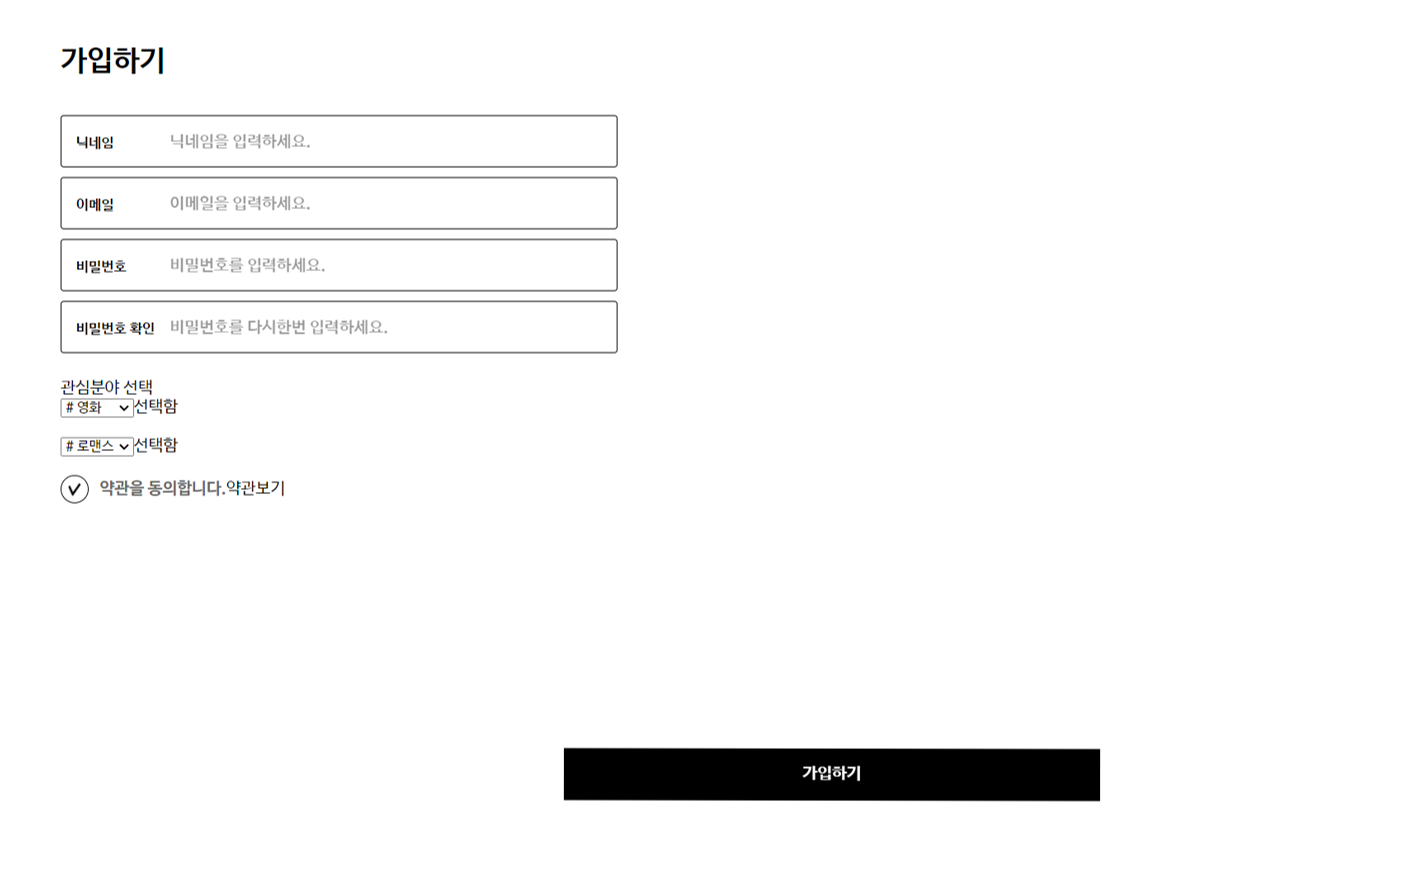 가입하기
닉네임 닉네임을 입력하세요.
이메일 이메일을 입력하세요.
비밀번호 비밀번호를 입력하세요.
비밀번호 확인 비밀번호를 다시한번 입력하세요.
관심분야 선택
# 영화 선택함
# 로맨스 선택함
약관을 동의합니다.약관보기
가입하기